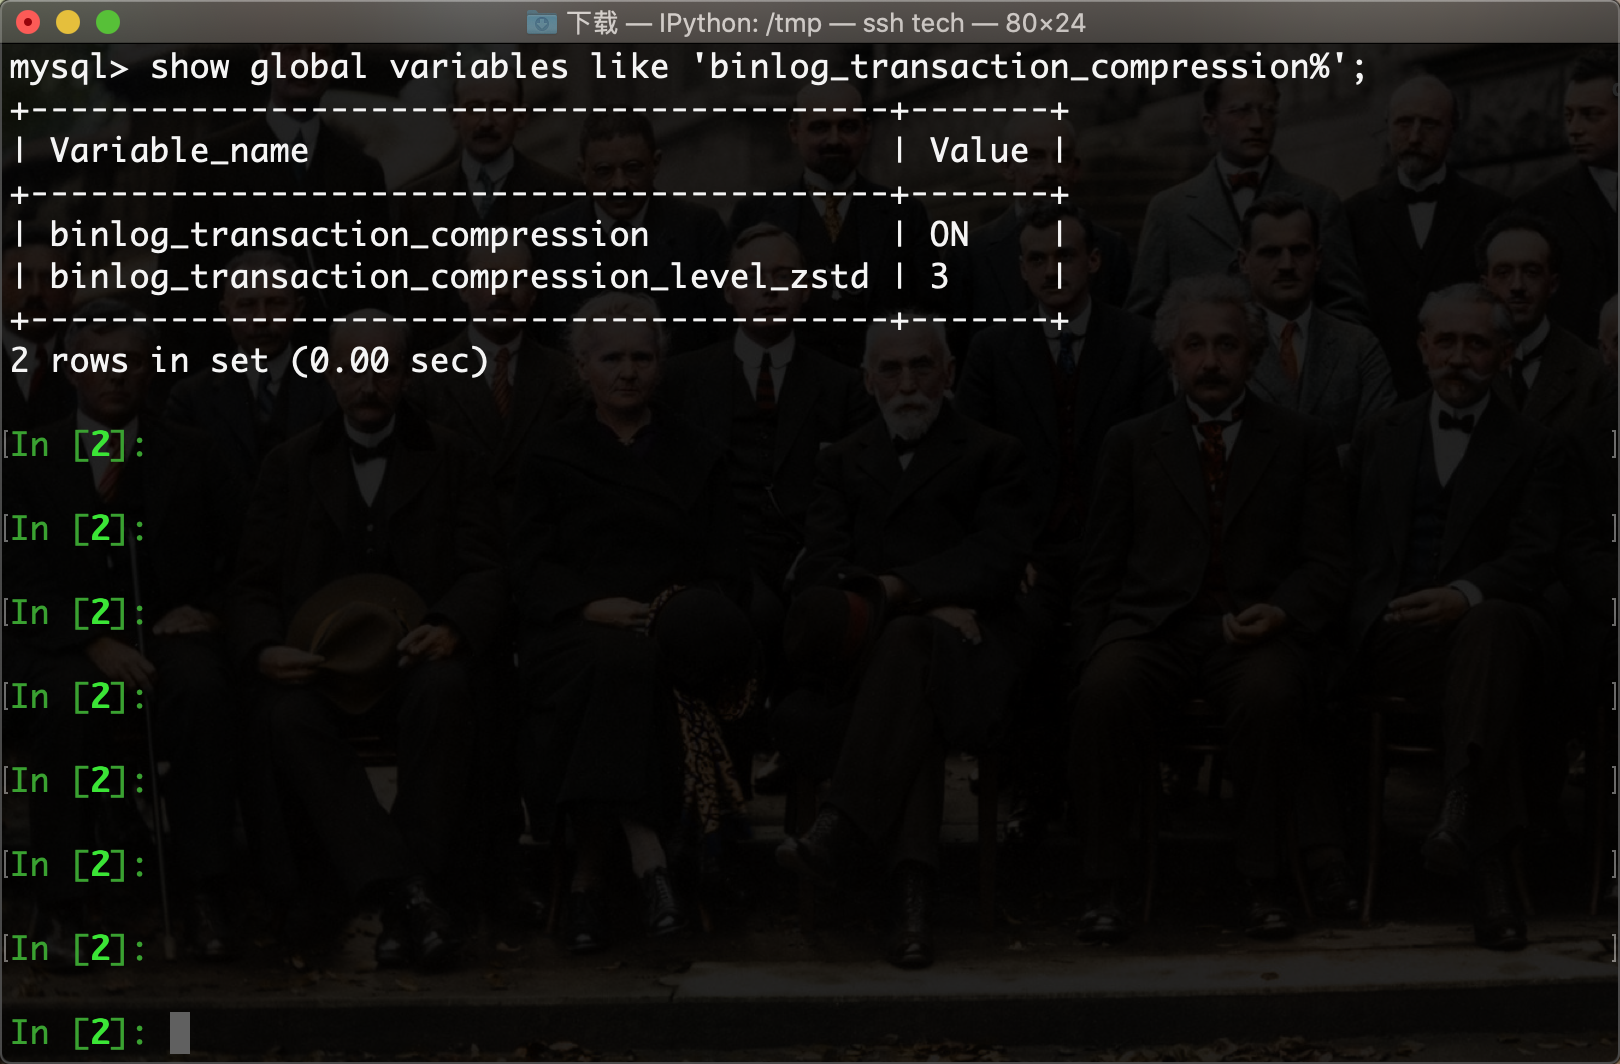 下载 — IPython: /tmp — ssh tech — 80×24
mysql> show global variables like 'binlog_transaction_compression%';
+-------------------------------------------+-------+
| Variable_name                             | Value |
+-------------------------------------------+-------+
| binlog_transaction_compression            | ON    |
| binlog_transaction_compression_level_zstd | 3     |
+-------------------------------------------+-------+
2 rows in set (0.00 sec)
In [2]:
In [2]:
In [2]:
In [2]:
In [2]:
In [2]:
In [2]:
In [2]: